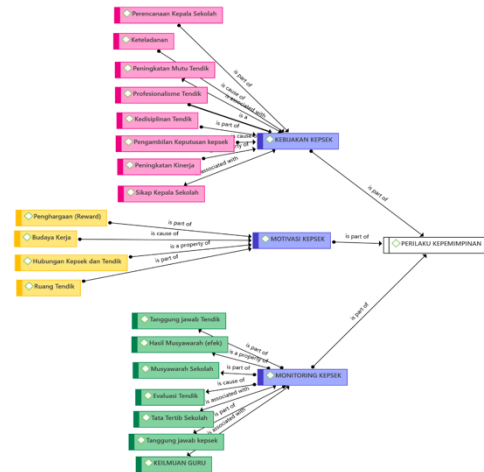 Perencanaan Kepala Sekolah
Keteladanan
is part of
Peningkatan Mutu Tendik
is cause of
is associated with
Profesionalisme Tendik
is a
Kedisiplinan Tendik
is part of
Pengambilan Keputusan kepsek
is cause
KEBIJAKAN KEPSEK
Peningkatan Kinerja
associated with
Sikap Kepala Sekolah
is part of
Penghargaan (Reward)
is part of
Budaya Kerja
is cause of
MOTIVASI KEPSEK
is part of
PERILAKU KEPEMIMPINAN
is a property of
Hubungan Kepsek dan Tendik
is part of
Ruang Tendik
Tanggung jawab Tendik
is part of
Hasil Musyawarah (efek)
is a property of
Musyawarah Sekolah
is part of
MONITORING KEPSEK
is cause of
Evaluasi Tendik
is associated with
Tata Tertib Sekolah
is part of
is associated with
Tanggung jawab kepsek
KEILMUAN GURU
is part of